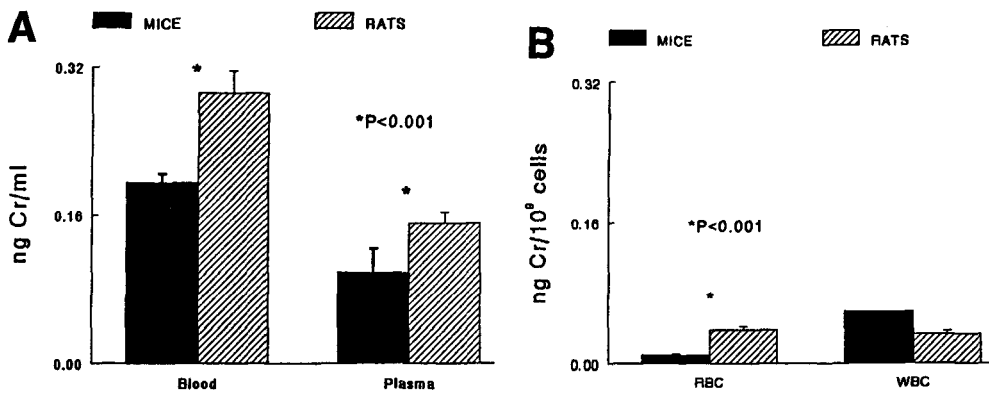 A
MICE
RATS
0.32
0.16
0.00
ng Cr/ml
*
*P<0.001
*
Blood
Plasma
B
MICE
RATS
0.32
0.16
0.00
ng Cr/10⁹ cells
*P<0.001
*
RBC
WBC